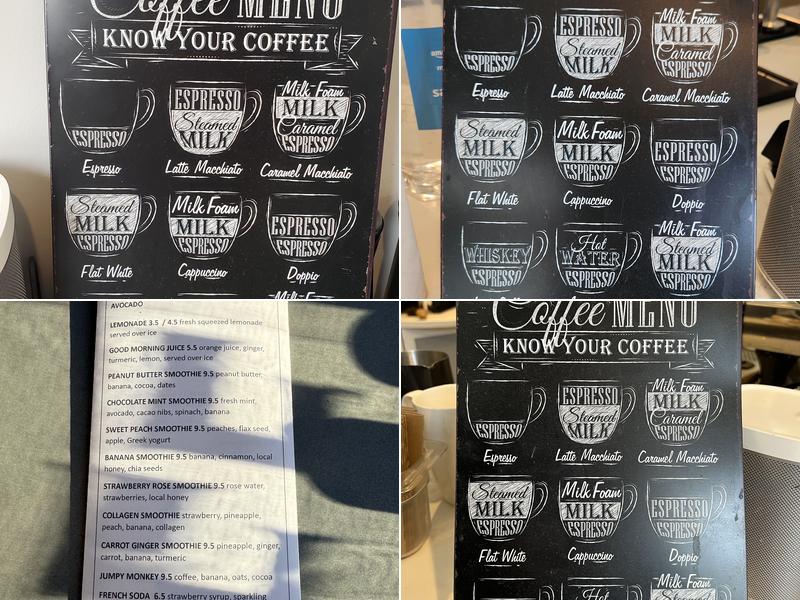 Coffee MENU
KNOW YOUR COFFEE
ESPRESSO
Espresso
ESPRESSO
Steamed
MILK
Latte Macchiato
Milk Foam
MILK
Caramel
ESPRESSO
Caramel Macchiato
Steamed
MILK
ESPRESSO
Flat White
Milk Foam
MILK
ESPRESSO
Cappuccino
ESPRESSO
Doppio
Milk Foam
ESPRESSO
Espresso
ESPRESSO
Steamed
MILK
Latte Macchiato
Milk Foam
MILK
Caramel
ESPRESSO
Caramel Macchiato
Steamed
MILK
ESPRESSO
Flat White
Milk Foam
MILK
ESPRESSO
Cappuccino
ESPRESSO
Doppio
WHISKEY
ESPRESSO
Hot
WATER
ESPRESSO
Milk Foam
Steamed
MILK
ESPRESSO
AVOCADO
LEMONADE 3.5 / 4.5 fresh squeezed lemonade
served over ice
GOOD MORNING JUICE 5.5 orange juice, ginger,
turmeric, lemon, served over ice
PEANUT BUTTER SMOOTHIE 9.5 peanut butter,
banana, cocoa, dates
CHOCOLATE MINT SMOOTHIE 9.5 fresh mint,
avocado, cacao nibs, spinach, banana
SWEET PEACH SMOOTHIE 9.5 peaches, flax seed,
apple, Greek yogurt
BANANA SMOOTHIE 9.5 banana, cinnamon, local
honey, chia seeds
STRAWBERRY ROSE SMOOTHIE 9.5 rose water,
strawberries, local honey
COLLAGEN SMOOTHIE strawberry, pineapple,
peach, banana, collagen
CARROT GINGER SMOOTHIE 9.5 pineapple, ginger,
carrot, banana, turmeric
JUMPY MONKEY 9.5 coffee, banana, oats, cocoa
FRENCH SODA 6.5 strawberry syrup, sparkling
Coffee MENU
KNOW YOUR COFFEE
ESPRESSO
Espresso
ESPRESSO
Steamed
MILK
Latte Macchiato
Milk Foam
MILK
Caramel
ESPRESSO
Caramel Macchiato
Steamed
MILK
ESPRESSO
Flat White
Milk Foam
MILK
ESPRESSO
Cappuccino
ESPRESSO
Doppio
Hot
Milk Foam
Steamed